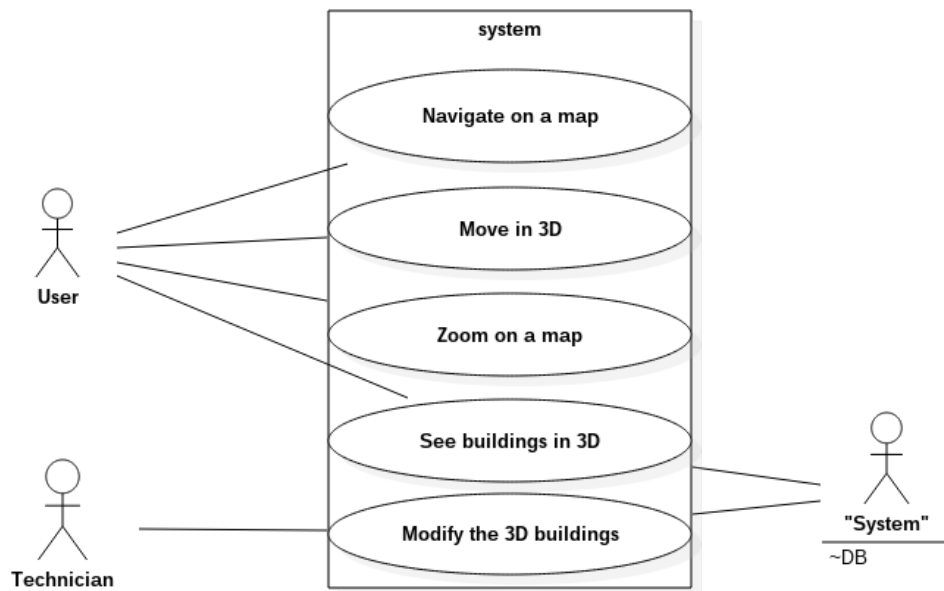 system
Navigate on a map
Move in 3D
User
Zoom on a map
See buildings in 3D
"System"
~DB
Modify the 3D buildings
Technician